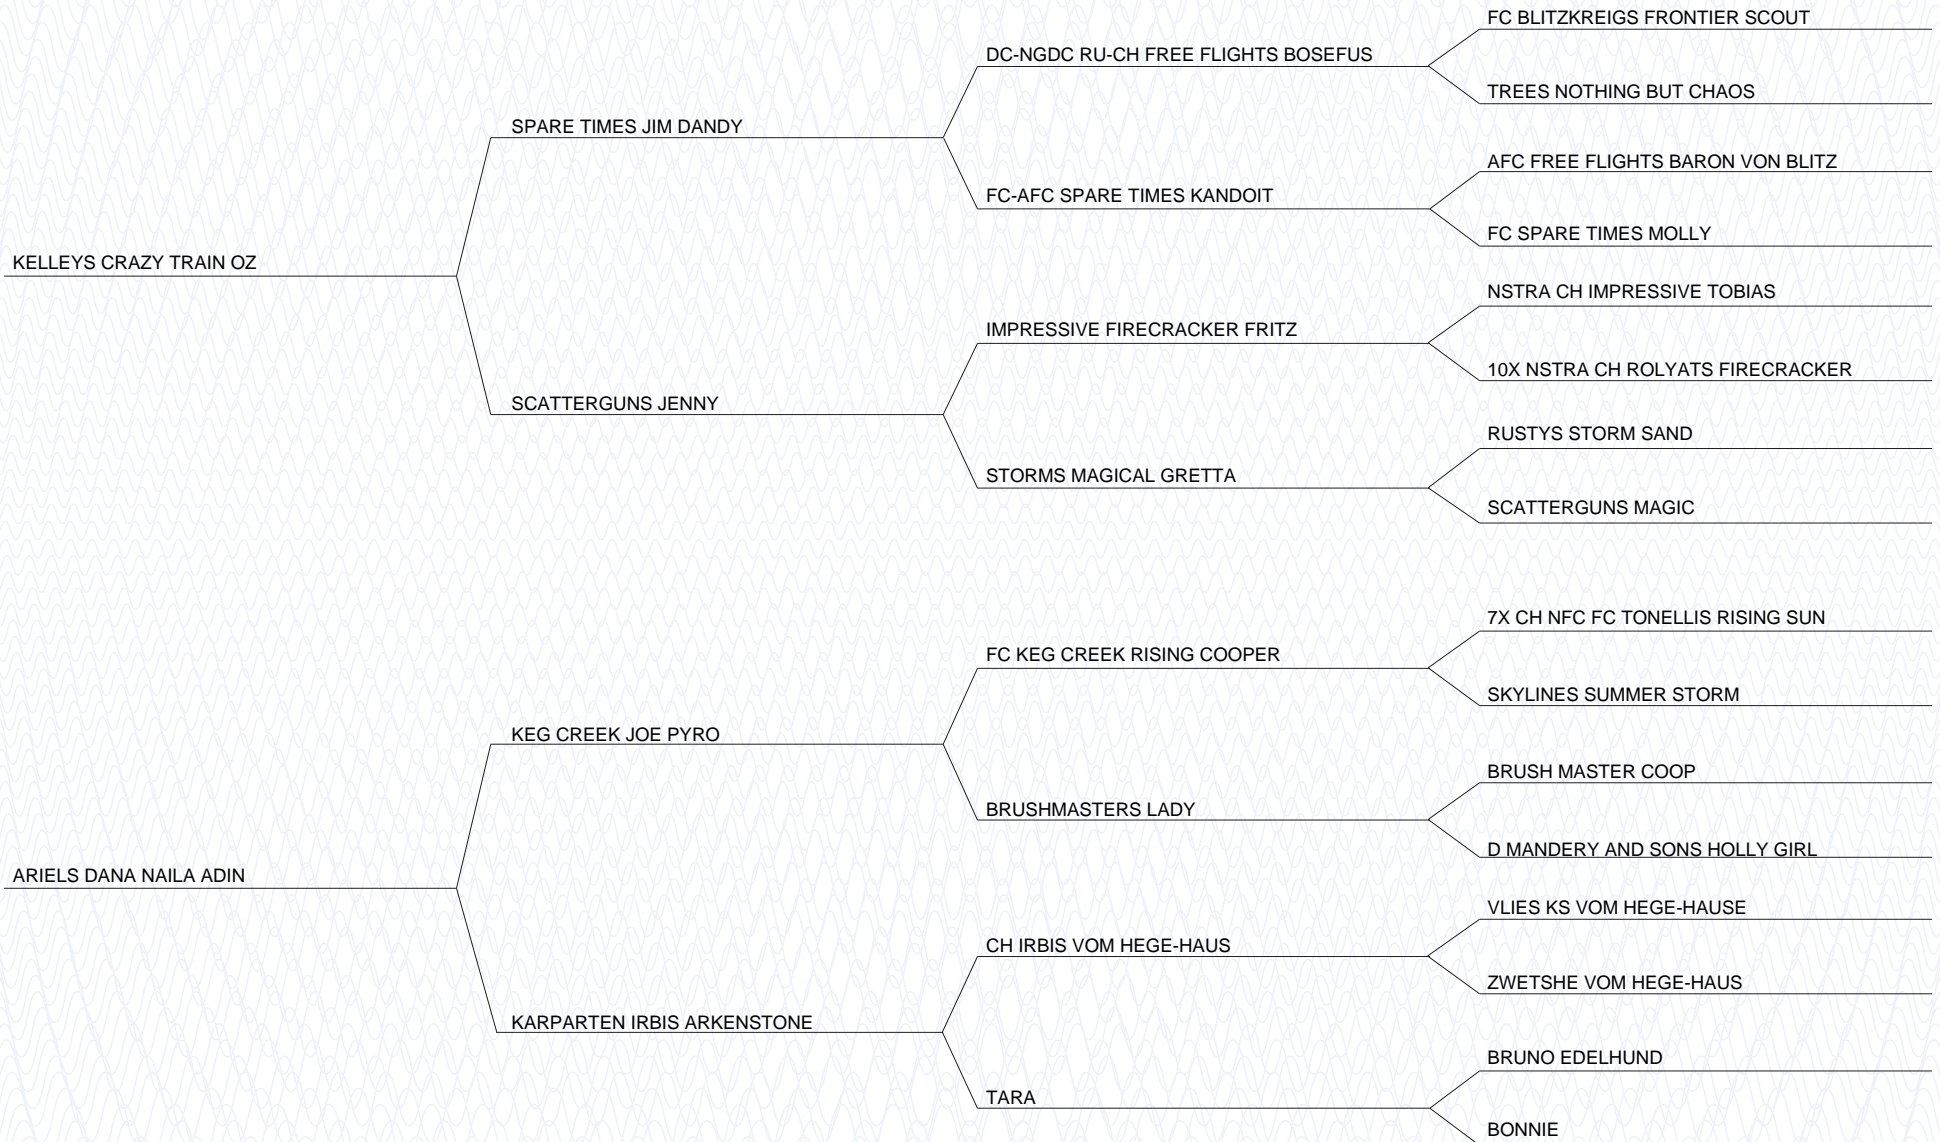 FC BLITZKREIGS FRONTIER SCOUT
DC-NGDC RU-CH FREE FLIGHTS BOSEFUS
TREES NOTHING BUT CHAOS
SPARE TIMES JIM DANDY
AFC FREE FLIGHTS BARON VON BLITZ
FC-AFC SPARE TIMES KANDOIT
FC SPARE TIMES MOLLY
KELLEYS CRAZY TRAIN OZ
NSTRA CH IMPRESSIVE TOBIAS
IMPRESSIVE FIRECRACKER FRITZ
10X NSTRA CH ROLYATS FIRECRACKER
SCATTERGUNS JENNY
RUSTYS STORM SAND
STORMS MAGICAL GRETTA
SCATTERGUNS MAGIC
7X CH NFC FC TONELLIS RISING SUN
FC KEG CREEK RISING COOPER
SKYLINES SUMMER STORM
KEG CREEK JOE PYRO
BRUSH MASTER COOP
BRUSHMASTERS LADY
D MANDERY AND SONS HOLLY GIRL
ARIELS DANA NAILA ADIN
VLIES KS VOM HEGE-HAUSE
CH IRBIS VOM HEGE-HAUS
ZWETSHE VOM HEGE-HAUS
KARPARTEN IRBIS ARKENSTONE
BRUNO EDELHUND
TARA
BONNIE